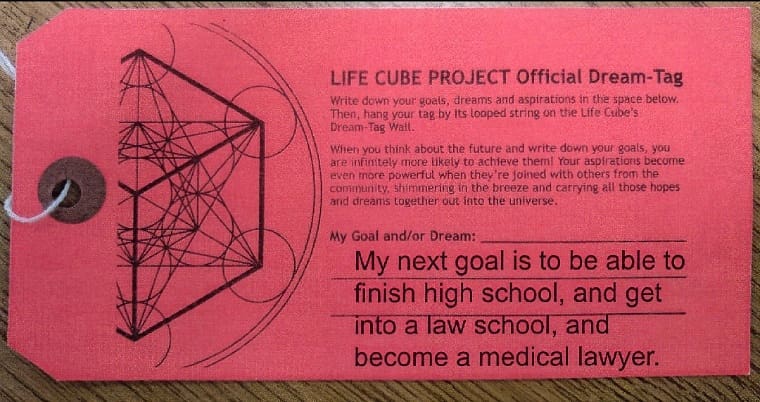 LIFE CUBE PROJECT Official Dream-Tag
Write down your goals, dreams and aspirations in the space below.
Then, hang your tag by its looped string on the Life Cube's
Dream-Tag Wall.
When you think about the future and write down your goals, you
are infinitely more likely to achieve them! Your aspirations become
even more powerful when they're joined with others from the
community, shimmering in the breeze and carrying all those hopes
and dreams together out into the universe.
My Goal and/or Dream:
My next goal is to be able to
finish high school, and get
into a law school, and
become a medical lawyer.